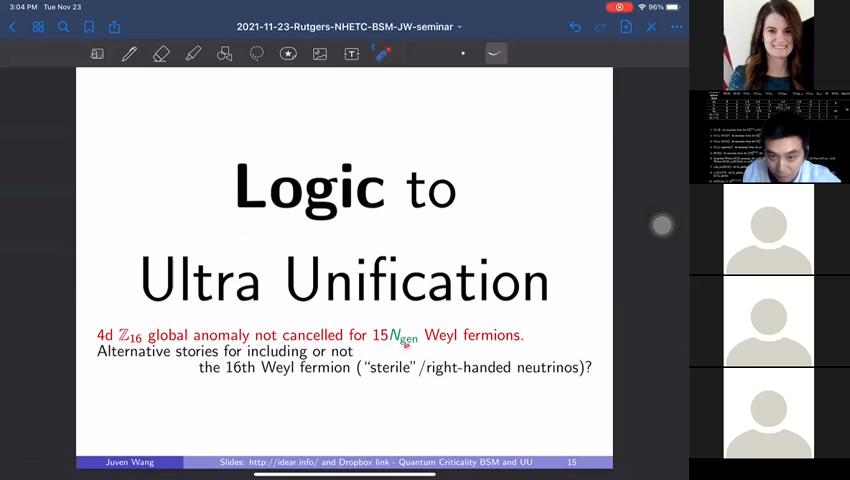 3:04 PM Tue Nov 23
96%
2021-11-23-Rutgers-NHETC-BSM-JW-seminar
Logic to
Ultra Unification
4d ℤ16 global anomaly not cancelled for 15Ngen Weyl fermions.
Alternative stories for including or not
the 16th Weyl fermion (“sterile”/right-handed neutrinos)?
Juven Wang
Slides: http://idear.info/ and Dropbox link - Quantum Criticality BSM and UU
15